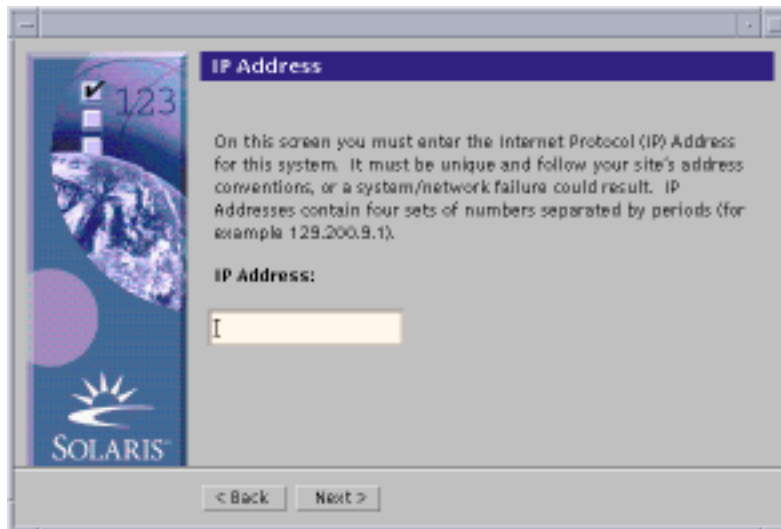 IP Address
123
On this screen you must enter the Internet Protocol (IP) Address
for this system. It must be unique and follow your site's address
conventions, or a system/network failure could result. IP
Addresses contain four sets of numbers separated by periods (for
example 129.200.9.1).
IP Address:
SOLARIS™
< Back
Next >